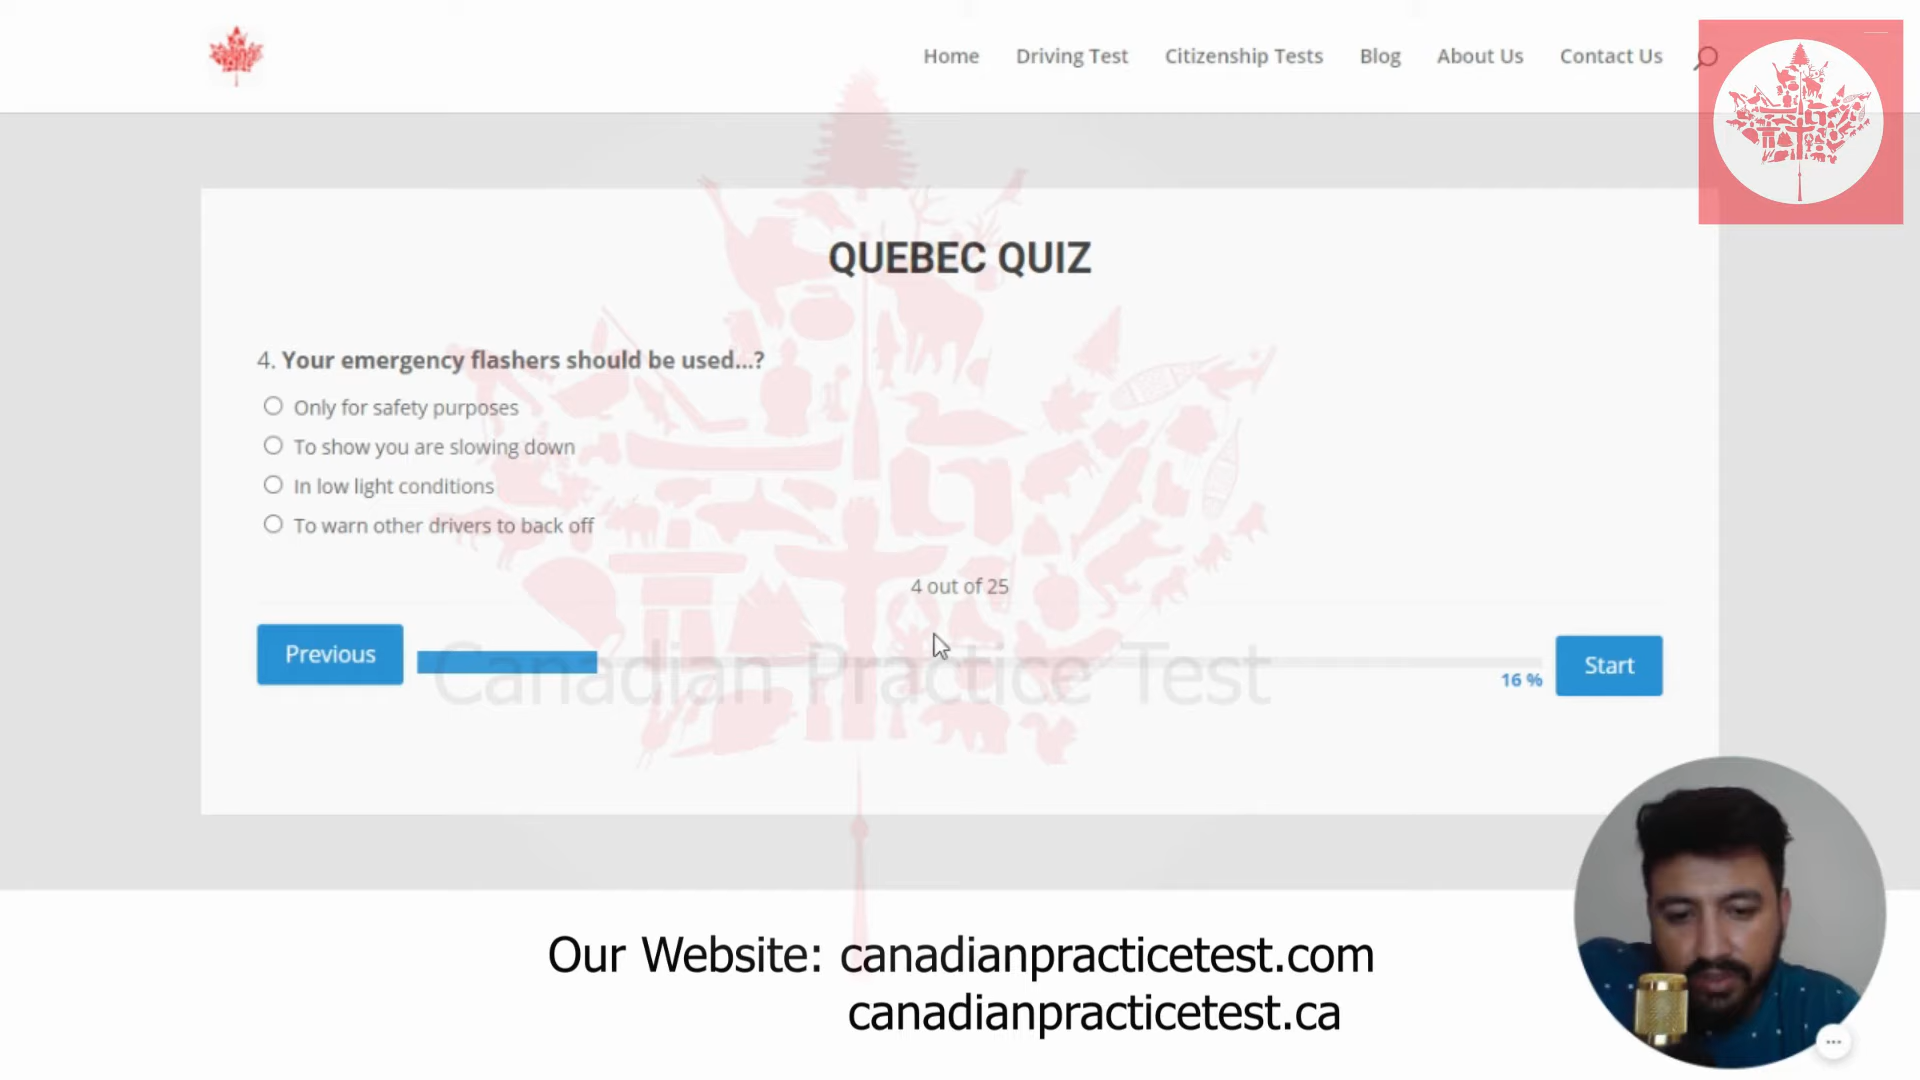 Home Driving Test Citizenship Tests Blog About Us Contact Us
QUEBEC QUIZ
4. Your emergency flashers should be used...?
Only for safety purposes
To show you are slowing down
In low light conditions
To warn other drivers to back off
4 out of 25
Previous
16 %
Start
Canadian Practice Test
Our Website: canadianpracticetest.com
canadianpracticetest.ca